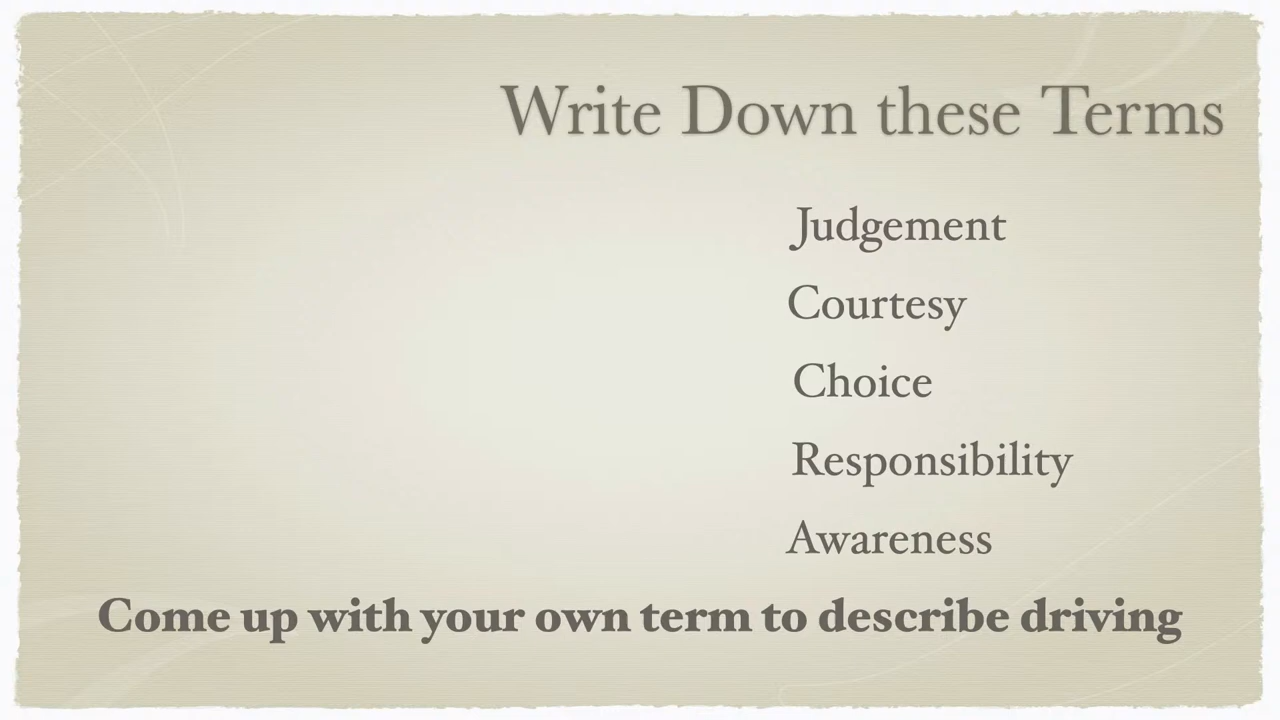 Write Down these Terms
Judgement
Courtesy
Choice
Responsibility
Awareness
Come up with your own term to describe driving